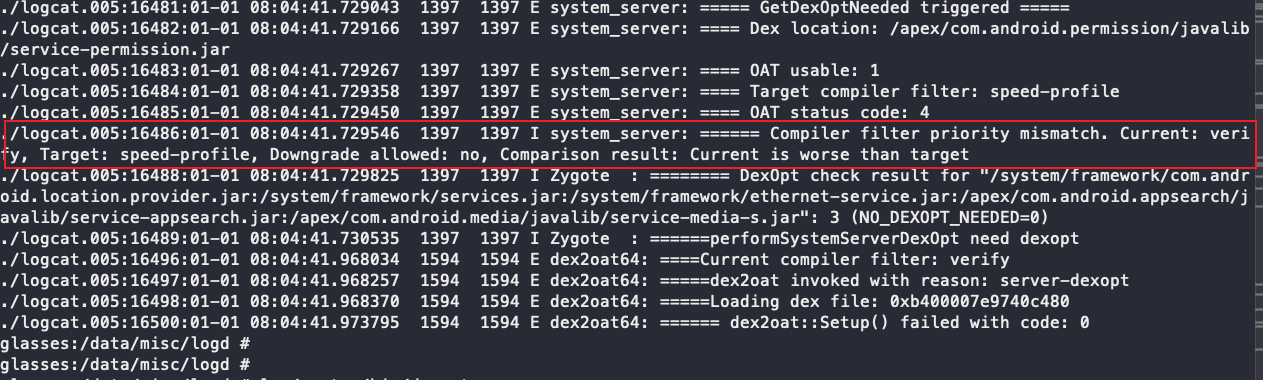 ./logcat.005:16481:01-01 08:04:41.729043  1397  1397 E system_server: ===== GetDexOptNeeded triggered =====
./logcat.005:16482:01-01 08:04:41.729166  1397  1397 E system_server: ==== Dex location: /apex/com.android.permission/javalib
/service-permission.jar
./logcat.005:16483:01-01 08:04:41.729267  1397  1397 E system_server: ==== OAT usable: 1
./logcat.005:16484:01-01 08:04:41.729358  1397  1397 E system_server: ==== Target compiler filter: speed-profile
./logcat.005:16485:01-01 08:04:41.729450  1397  1397 E system_server: ==== OAT status code: 4
./logcat.005:16486:01-01 08:04:41.729546  1397  1397 I system_server: ====== Compiler filter priority mismatch. Current: veri
fy, Target: speed-profile, Downgrade allowed: no, Comparison result: Current is worse than target
./logcat.005:16488:01-01 08:04:41.729825  1397  1397 I Zygote  : ======== DexOpt check result for "/system/framework/com.andr
oid.location.provider.jar:/system/framework/services.jar:/system/framework/ethernet-service.jar:/apex/com.android.appsearch/j
avalib/service-appsearch.jar:/apex/com.android.media/javalib/service-media-s.jar": 3 (NO_DEXOPT_NEEDED=0)
./logcat.005:16489:01-01 08:04:41.730535  1397  1397 I Zygote  : ======performSystemServerDexOpt need dexopt
./logcat.005:16496:01-01 08:04:41.968034  1594  1594 E dex2oat64: ====Current compiler filter: verify
./logcat.005:16497:01-01 08:04:41.968257  1594  1594 E dex2oat64: =====dex2oat invoked with reason: server-dexopt
./logcat.005:16498:01-01 08:04:41.968370  1594  1594 E dex2oat64: =====Loading dex file: 0xb400007e9740c480
./logcat.005:16500:01-01 08:04:41.973795  1594  1594 E dex2oat64: ====== dex2oat::Setup() failed with code: 0
glasses:/data/misc/logd #
glasses:/data/misc/logd #